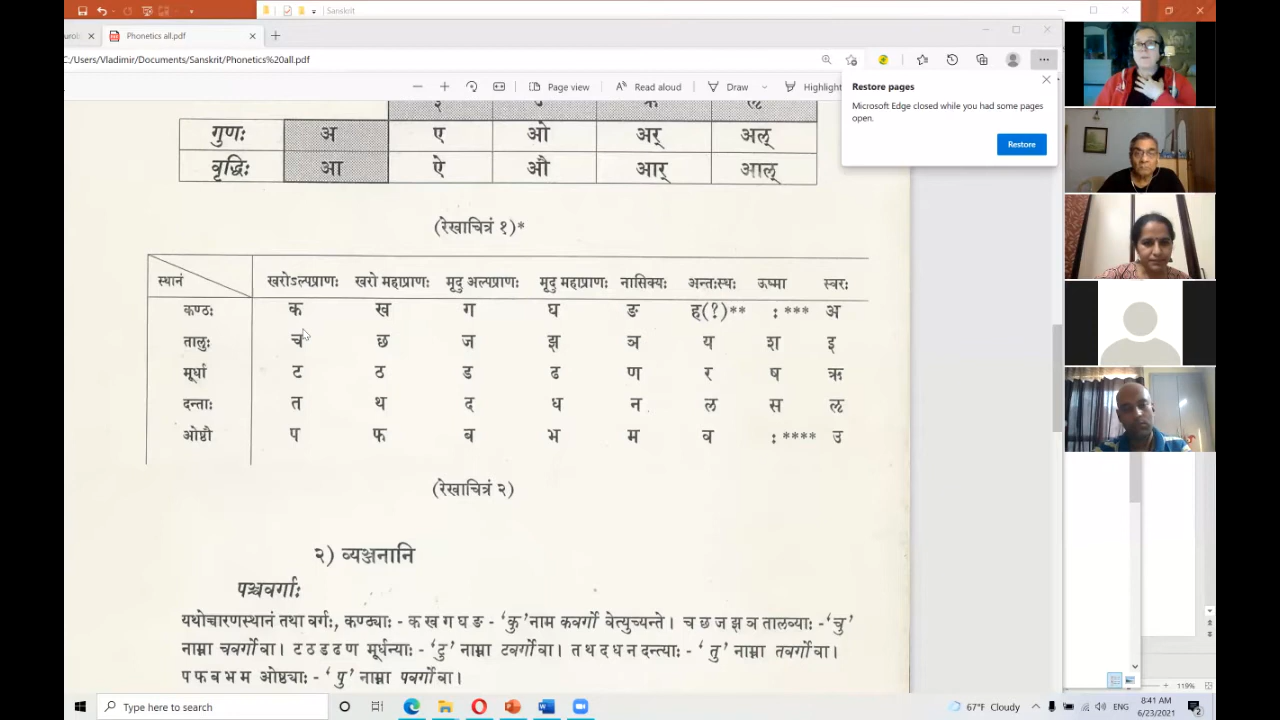 Sanskrit
Phonetics all.pdf
C:/Users/Vladimir/Documents/Sanskrit/Phonetics%20all.pdf
Page view
Read aloud
Draw
Highlight
Restore pages
Microsoft Edge closed while you had some pages
open.
Restore
गुणः अ ए ओ अर् अल्
वृद्धिः आ ऐ औ आर् आल्
(रेखाचित्रं १)*
स्थानं खरोऽल्पप्राणः खरो महाप्राणः मृदु अल्पप्राणः मृदु महाप्राणः नासिक्यः अन्तःस्थः ऊष्मा स्वरः
कण्ठः क ख ग घ ङ ह(?)** : *** अ
तालुः च छ ज झ ञ य श इ
मूर्धा ट ठ ड ढ ण र ष ऋ
दन्ताः त थ द ध न ल स ऌ
ओष्ठौ प फ ब भ म व : **** उ
(रेखाचित्रं २)
२) व्यञ्जनानि
पञ्चवर्गाः
यथोच्चारणस्थानं तथा वर्गः, कण्ठ्याः - क ख ग घ ङ - ‘कु’ नाम कवर्गो वेत्युच्यन्ते। च छ ज झ ञ तालव्याः -‘चु’
नाम्ना चवर्गो वा। ट ठ ड ढ ण मूर्धन्याः - ‘टु’ नाम्ना टवर्गो वा। त थ द ध न दन्त्याः - ‘तु’ नाम्ना तवर्गो वा।
प फ ब भ म ओष्ठ्याः - ‘पु’ नाम्ना पवर्गो वा।
119%
Type here to search
67°F Cloudy
8:41 AM
6/23/2021